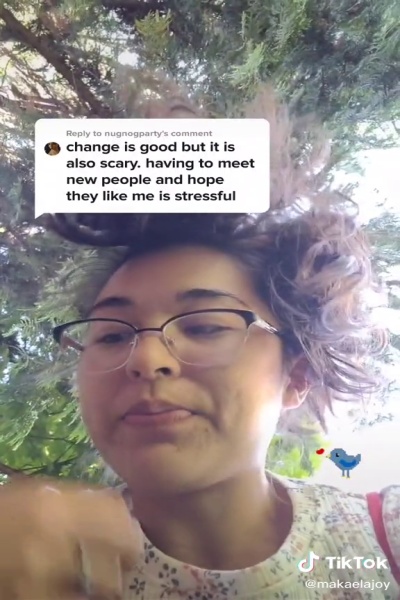 Reply to nugnogparty's comment
change is good but it is
also scary. having to meet
new people and hope
they like me is stressful
TikTok
@makaelajoy